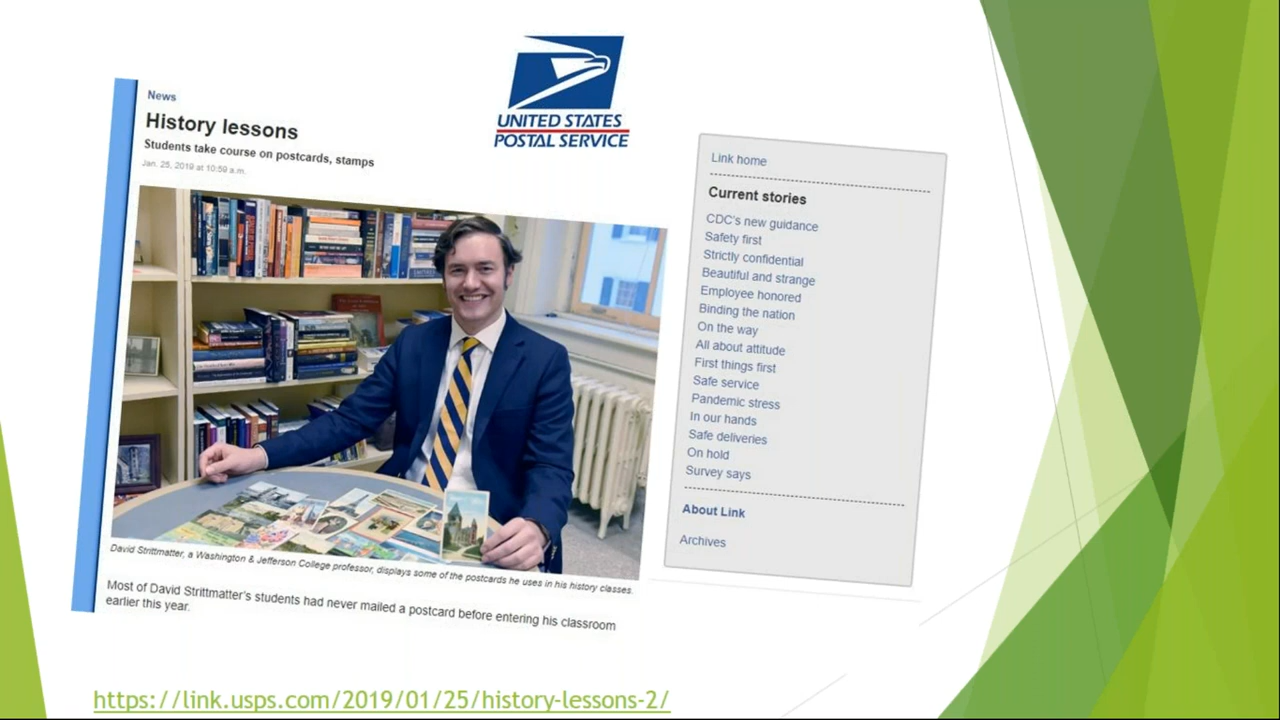 UNITED STATES
POSTAL SERVICE
News
History lessons
Students take course on postcards, stamps
Jan. 25, 2019 at 10:59 a.m.
David Strittmatter, a Washington & Jefferson College professor, displays some of the postcards he uses in his history classes.
Most of David Strittmatter's students had never mailed a postcard before entering his classroom
earlier this year.
Link home
Current stories
CDC's new guidance
Safety first
Strictly confidential
Beautiful and strange
Employee honored
Binding the nation
On the way
All about attitude
First things first
Safe service
Pandemic stress
In our hands
Safe deliveries
On hold
Survey says
About Link
Archives
https://link.usps.com/2019/01/25/history-lessons-2/